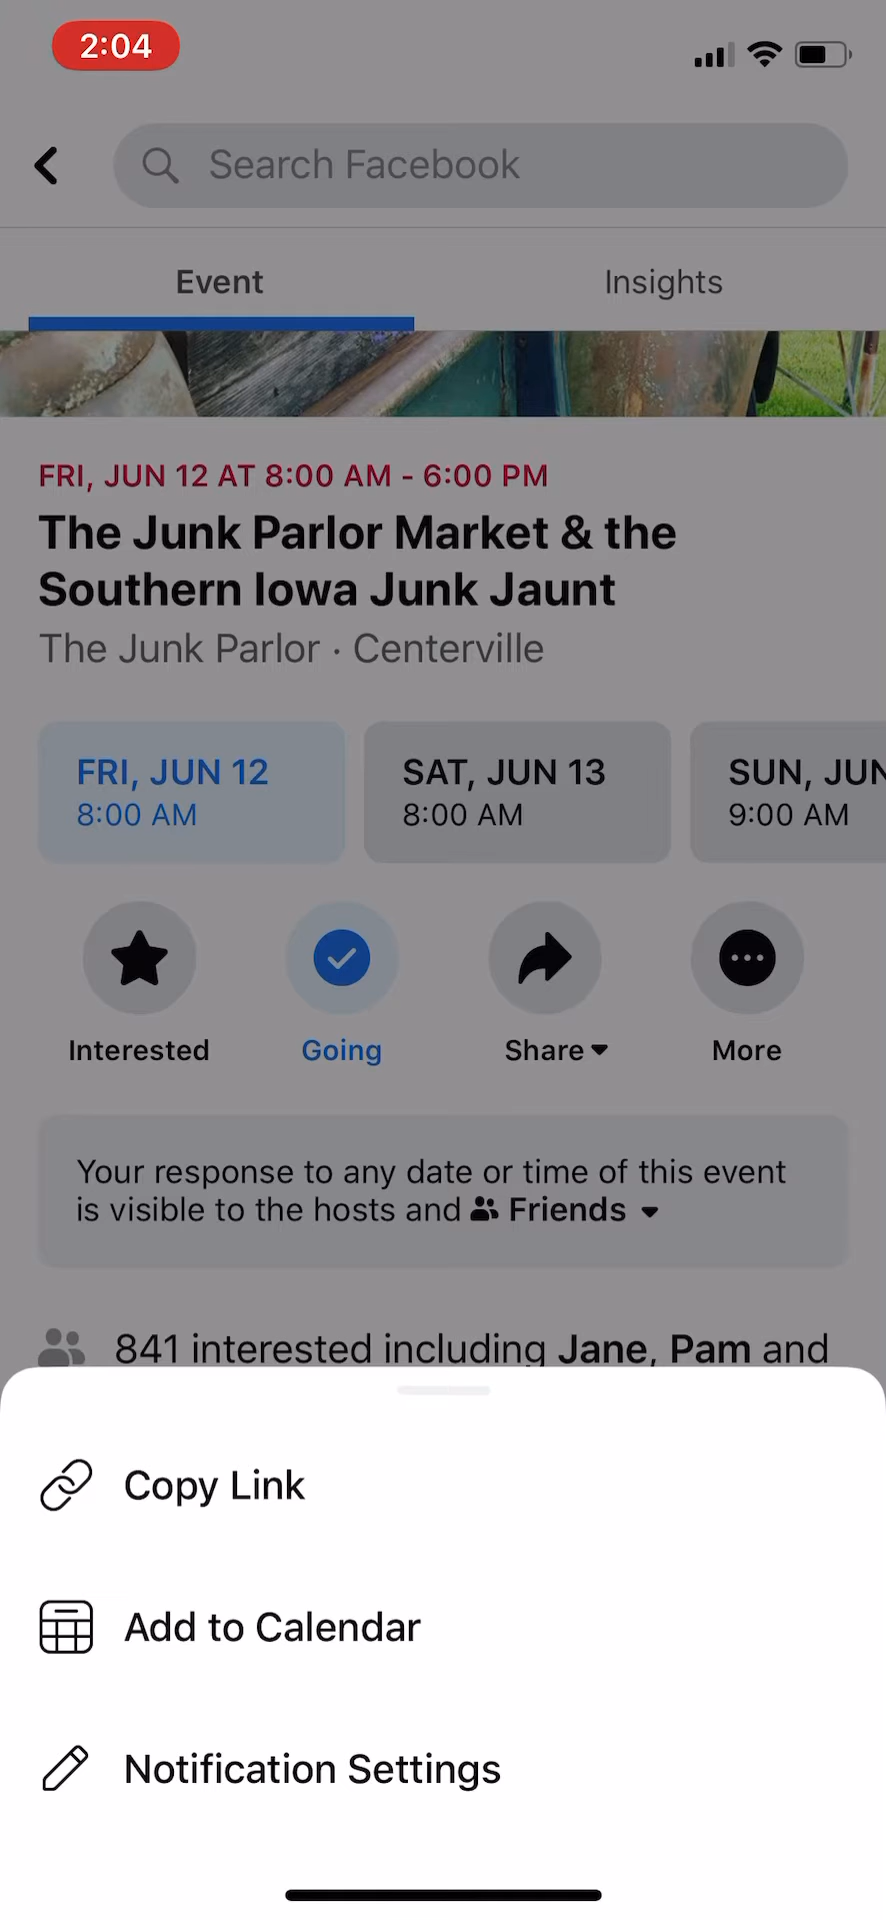 2:04
Search Facebook
Event
Insights
FRI, JUN 12 AT 8:00 AM - 6:00 PM
The Junk Parlor Market & the
Southern Iowa Junk Jaunt
The Junk Parlor · Centerville
FRI, JUN 12
8:00 AM
SAT, JUN 13
8:00 AM
SUN, JUN
9:00 AM
Interested
Going
Share
More
Your response to any date or time of this event
is visible to the hosts and Friends
841 interested including Jane, Pam and
Copy Link
Add to Calendar
Notification Settings